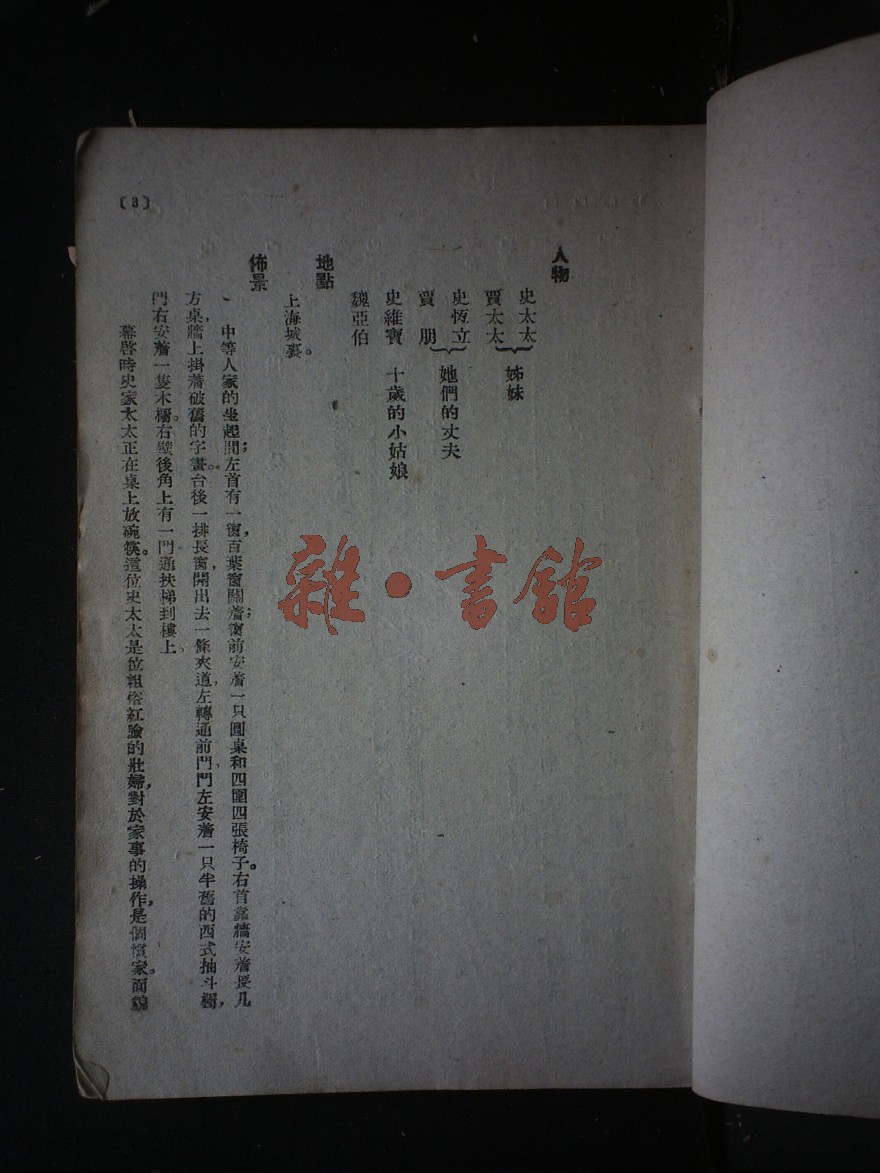 〔3〕
人物
史太太
賈太太
姊妹
史恆立
賈　朋
她們的丈夫
史維寶　十歲的小姑娘
魏亞伯
地點
上海城裏。
佈景
中等人家的坐起間;左首有一窗,百葉窗關着;窗前安着一只圓桌和四圍四張椅子。右首靠牆安着長几
方桌,牆上掛着破舊的字畫。台後一排長窗,開出去一條夾道,左轉通前門,門左安着一只半舊的西式抽斗櫥,
門右安着一隻木櫥。右壁後角上有一門通扶梯到樓上。
幕啓時史家太太正在桌上放碗筷。這位史太太是位粗俗紅臉的壯婦,對於家事的操作,是個慣家。面貌
雜·書館